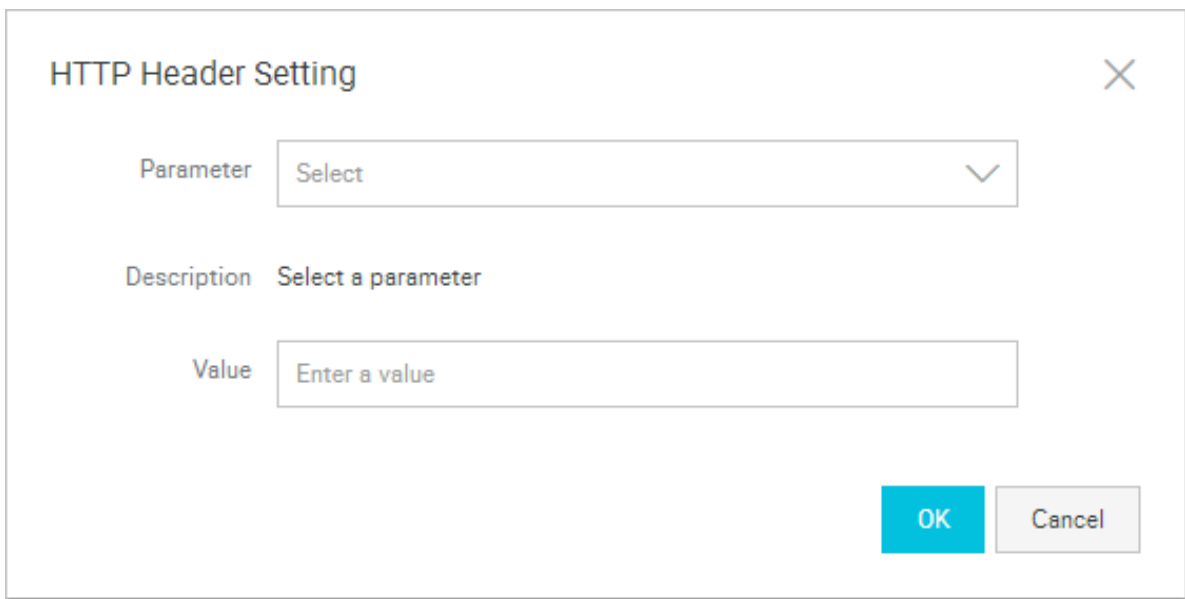 HTTP Header Setting
Parameter Select
Description Select a parameter
Value Enter a value
OK Cancel